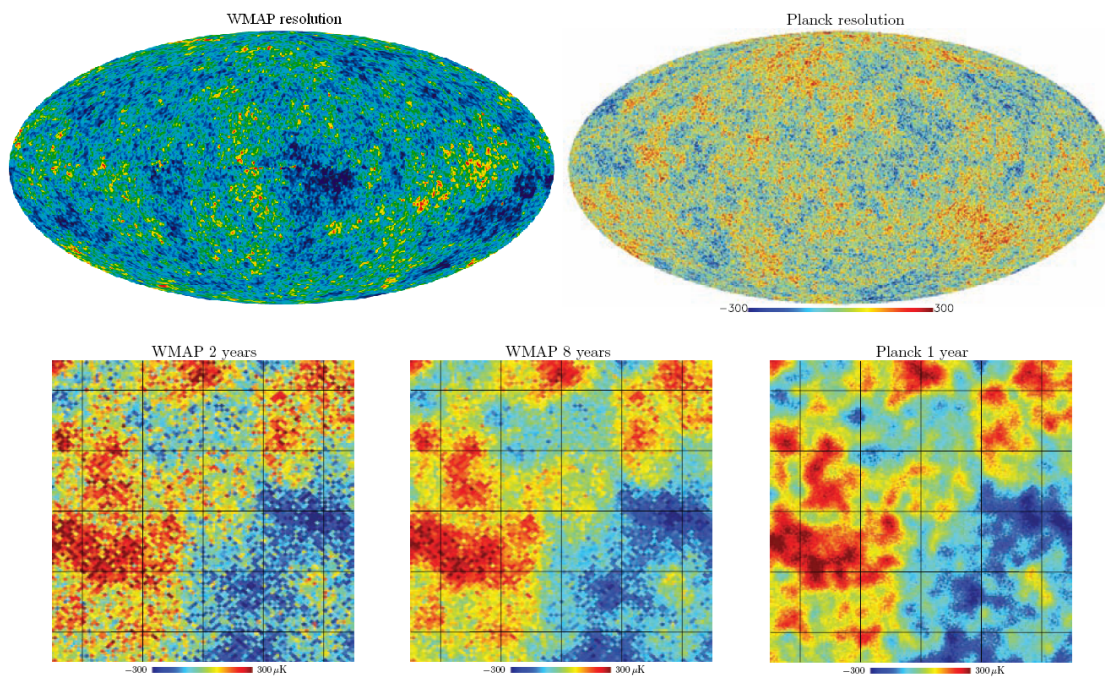 WMAP resolution
Planck resolution
−300 300
WMAP 2 years
WMAP 8 years
Planck 1 year
−300 300 μK
−300 300 μK
−300 300 μK